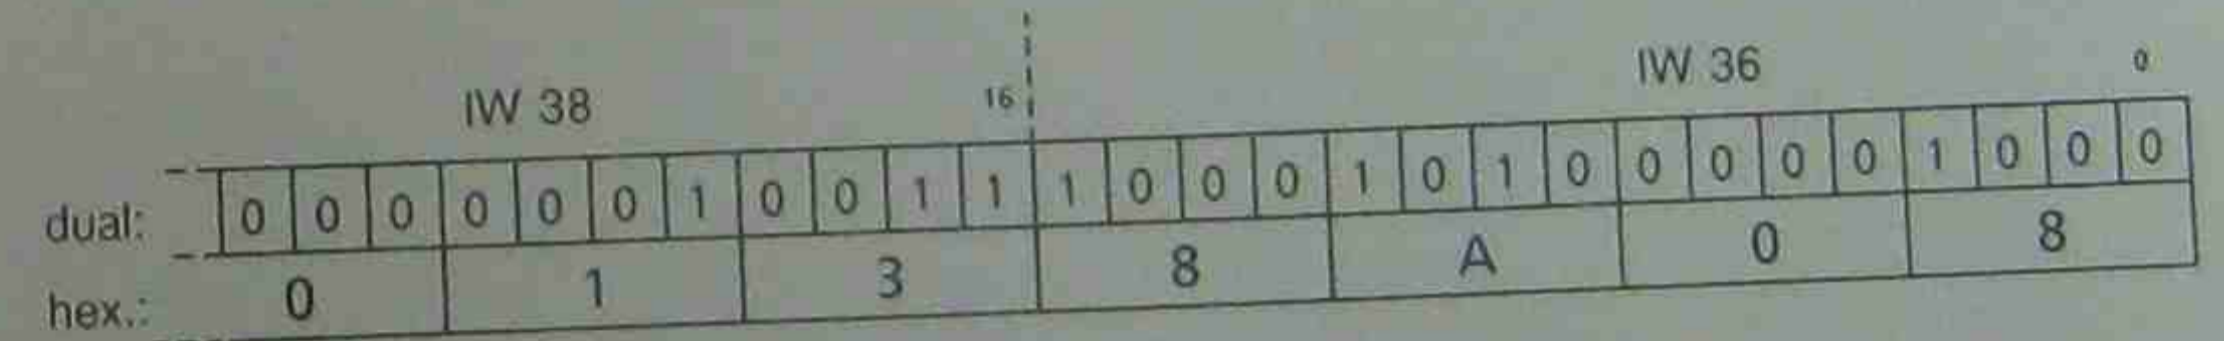 IW 38 16 IW 36 0
dual: 0 0 0 0 0 0 1 0 0 1 1 1 0 0 0 1 0 1 0 0 0 0 0 1 0 0 0
hex.: 0 1 3 8 A 0 8